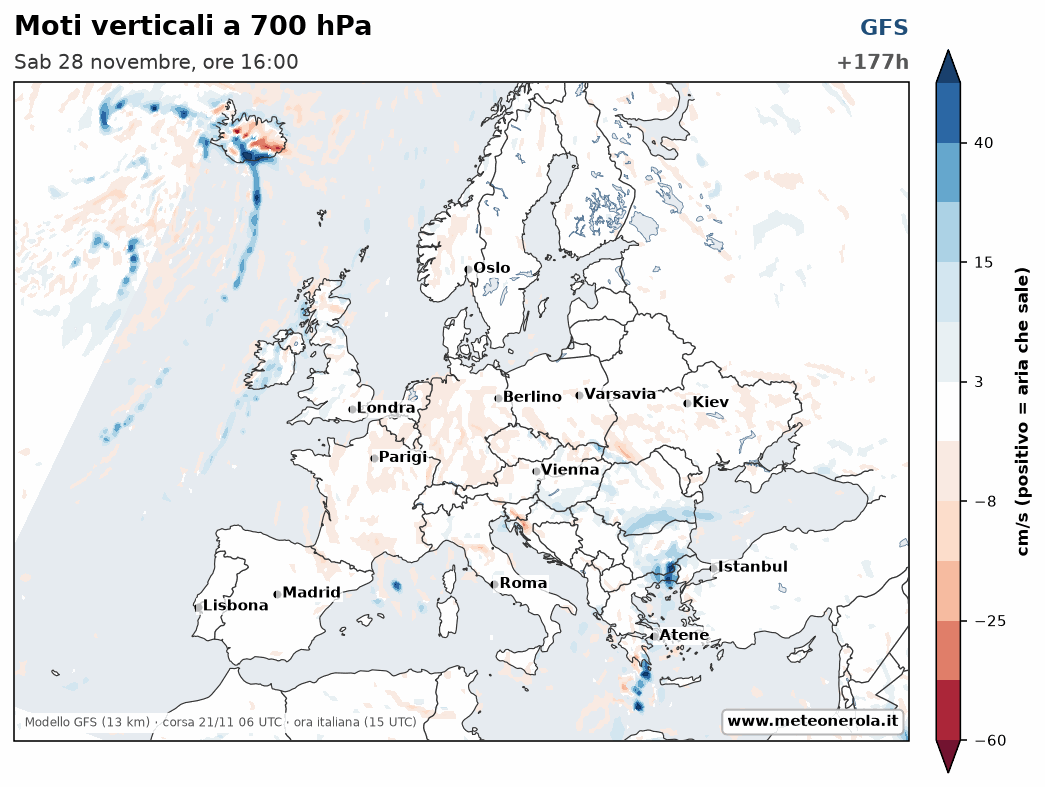 Moti verticali a 700 hPa
GFS
Sab 28 novembre, ore 16:00
+177h
40
15
3
−8
−25
−60
cm/s (positivo = aria che sale)
Oslo
Londra
Berlino
Varsavia
Kiev
Parigi
Vienna
Istanbul
Roma
Madrid
Lisbona
Atene
Modello GFS (13 km) · corsa 21/11 06 UTC · ora italiana (15 UTC)
www.meteonerola.it